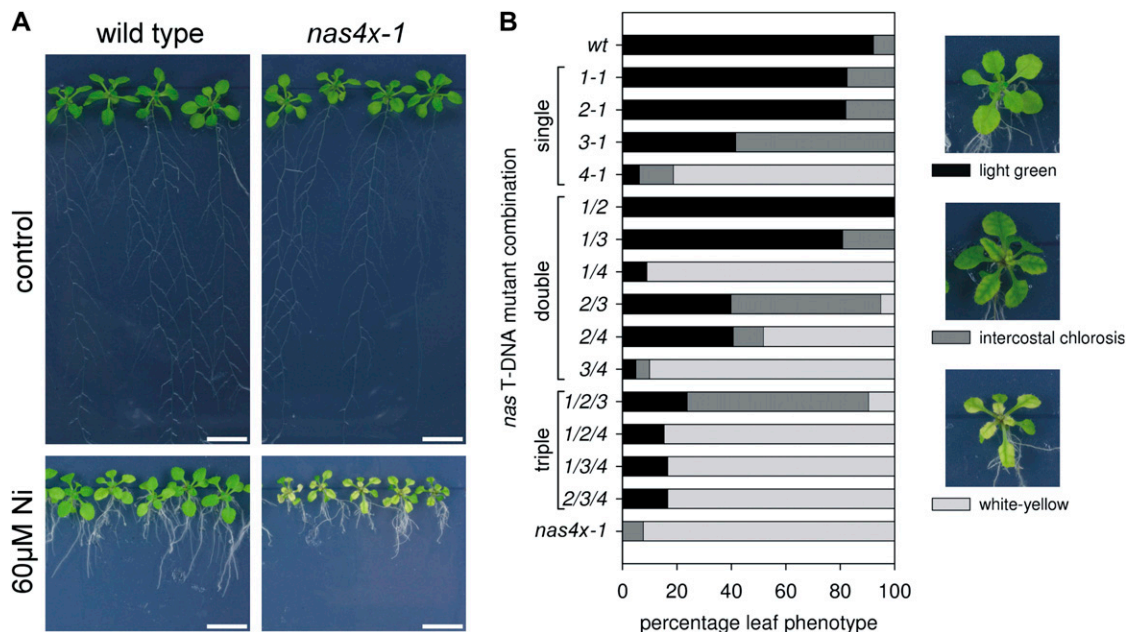 A
wild type
nas4x-1
control
60µM Ni
B
nas T-DNA mutant combination
single
double
triple
wt
1-1
2-1
3-1
4-1
1/2
1/3
1/4
2/3
2/4
3/4
1/2/3
1/2/4
1/3/4
2/3/4
nas4x-1
0 20 40 60 80 100
percentage leaf phenotype
light green
intercostal chlorosis
white-yellow